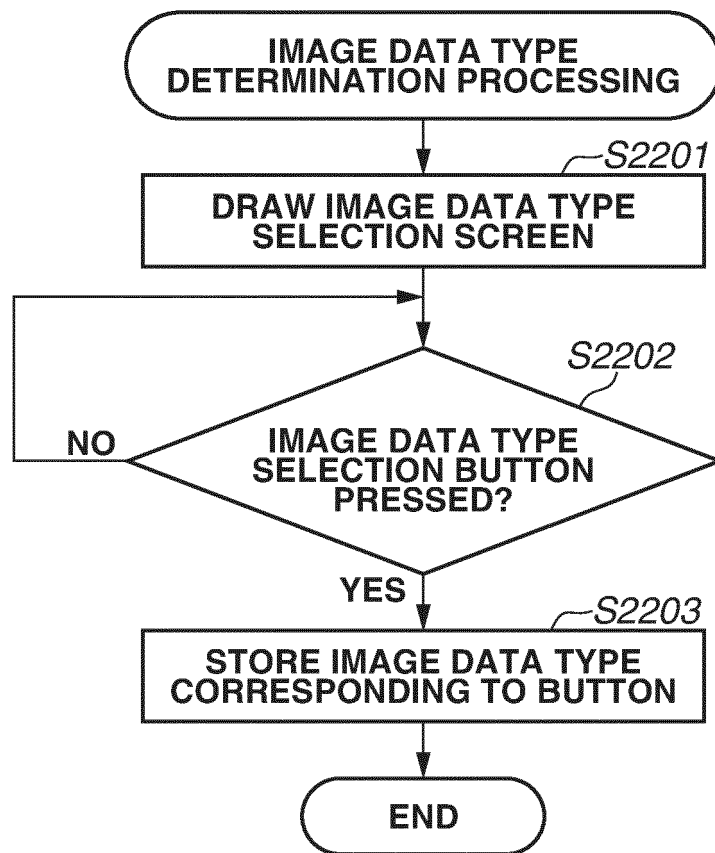 IMAGE DATA TYPE
DETERMINATION PROCESSING
S2201
DRAW IMAGE DATA TYPE
SELECTION SCREEN
S2202
NO
IMAGE DATA TYPE
SELECTION BUTTON
PRESSED?
YES
S2203
STORE IMAGE DATA TYPE
CORRESPONDING TO BUTTON
END